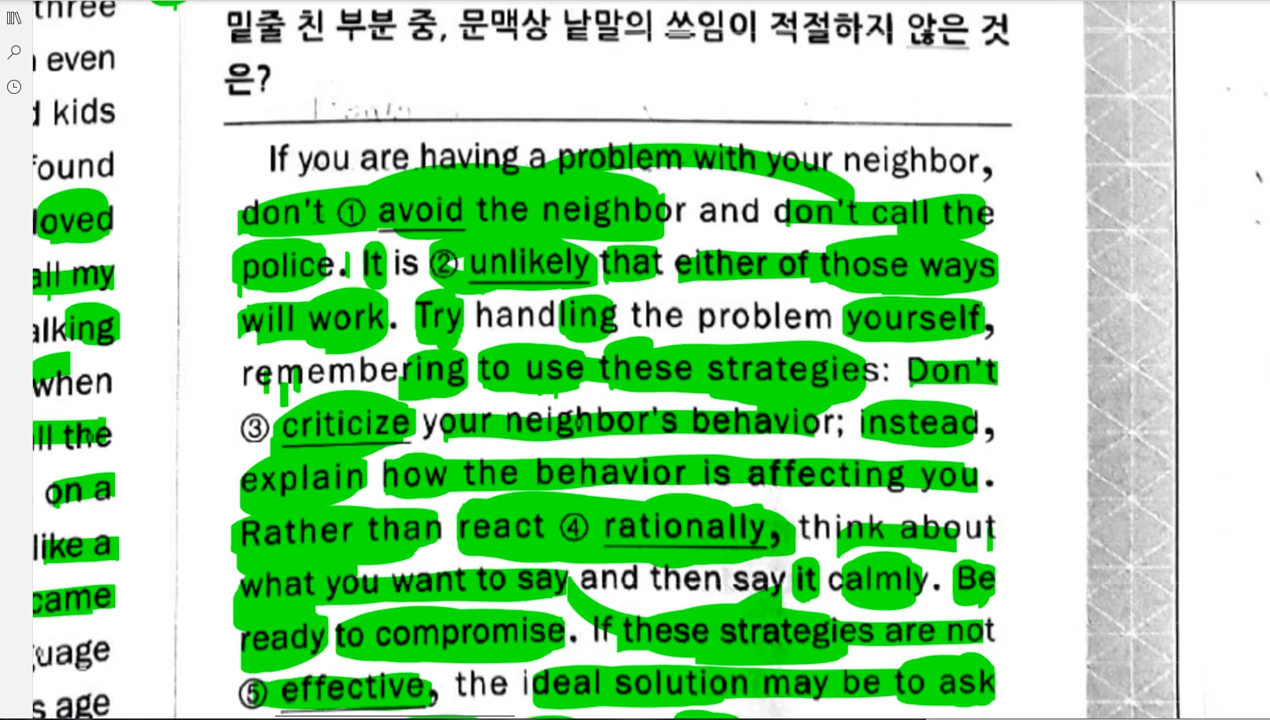 three
even
kids
found
loved
all my
alking
when
ll the
on a
like a
came
guage
s age
밑줄 친 부분 중, 문맥상 낱말의 쓰임이 적절하지 않은 것
은?
If you are having a problem with your neighbor,
don't ① avoid the neighbor and don't call the
police. It is ② unlikely that either of those ways
will work. Try handling the problem yourself,
remembering to use these strategies: Don't
③ criticize your neighbor's behavior; instead,
explain how the behavior is affecting you.
Rather than react ④ rationally, think about
what you want to say and then say it calmly. Be
ready to compromise. If these strategies are not
⑤ effective, the ideal solution may be to ask